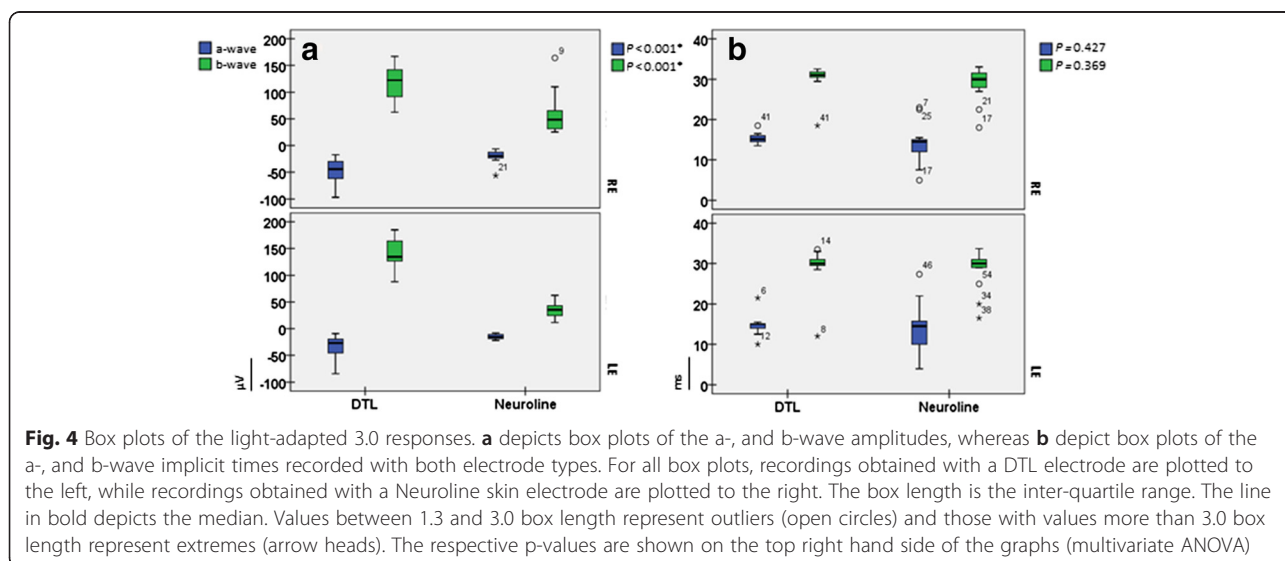 a-wave
b-wave
a
P<0.001*
P<0.001*
b
P=0.427
P=0.369
200
150
100
50
0
-50
-100
9
21
RE
40
30
20
10
0
41
41
7
25
17
21
17
RE
200
150
100
50
0
-50
-100
µV
LE
DTL
Neuroline
40
30
20
10
0
ms
6
12
14
8
46
54
34
38
LE
DTL
Neuroline
Fig. 4 Box plots of the light-adapted 3.0 responses. a depicts box plots of the a-, and b-wave amplitudes, whereas b depict box plots of the
a-, and b-wave implicit times recorded with both electrode types. For all box plots, recordings obtained with a DTL electrode are plotted to
the left, while recordings obtained with a Neuroline skin electrode are plotted to the right. The box length is the inter-quartile range. The line
in bold depicts the median. Values between 1.3 and 3.0 box length represent outliers (open circles) and those with values more than 3.0 box
length represent extremes (arrow heads). The respective p-values are shown on the top right hand side of the graphs (multivariate ANOVA)